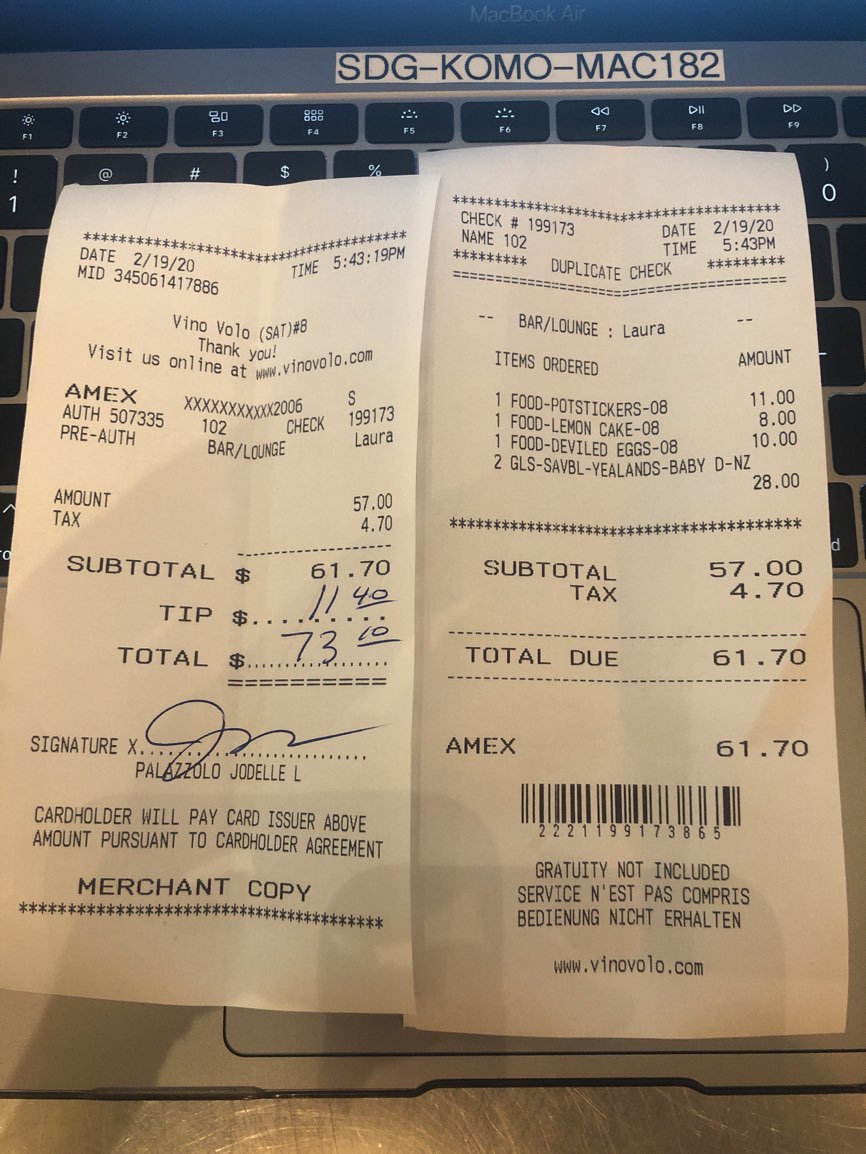 MacBook Air
SDG-KOMO-MAC182
F1 F2 F3 F4 F5 F6 F7 F8 F9
! @ # $ % )
1 0
************************************
DATE 2/19/20 TIME 5:43:19PM
MID 345061417886
Vino Volo (SAT)#8
Thank you!
Visit us online at www.vinovolo.com
AMEX XXXXXXXXXXX2006 S
AUTH 507335 102 CHECK 199173
PRE-AUTH BAR/LOUNGE Laura
AMOUNT 57.00
TAX 4.70
SUBTOTAL $ 61.70
TIP $ 11 40
TOTAL $ 73 10
SIGNATURE X
PALAZZOLO JODELLE L
CARDHOLDER WILL PAY CARD ISSUER ABOVE
AMOUNT PURSUANT TO CARDHOLDER AGREEMENT
MERCHANT COPY
************************************
************************************
CHECK # 199173 DATE 2/19/20
NAME 102 TIME 5:43PM
********* DUPLICATE CHECK *********
====================================
-- BAR/LOUNGE : Laura --
ITEMS ORDERED AMOUNT
1 FOOD-POTSTICKERS-08 11.00
1 FOOD-LEMON CAKE-08 8.00
1 FOOD-DEVILED EGGS-08 10.00
2 GLS-SAVBL-YEALANDS-BABY D-NZ
28.00
************************************
SUBTOTAL 57.00
TAX 4.70
TOTAL DUE 61.70
AMEX 61.70
2221199173865
GRATUITY NOT INCLUDED
SERVICE N'EST PAS COMPRIS
BEDIENUNG NICHT ERHALTEN
www.vinovolo.com